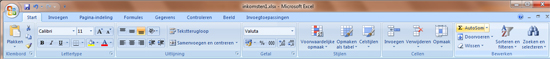 inkomsten1.xlsx - Microsoft Excel
Start Invoegen Pagina-indeling Formules Gegevens Controleren Beeld Invoegtoepassingen
Calibri 11 Tekstterugloop Valuta AutoSom
Plakken Samenvoegen en centreren Voorwaardelijke opmaak Opmaken als tabel Celstijlen Invoegen Verwijderen Opmaak Doorvoeren Sorteren en filteren Zoeken en selecteren
Wissen
Klembord Lettertype Uitlijning Getal Stijlen Cellen Bewerken